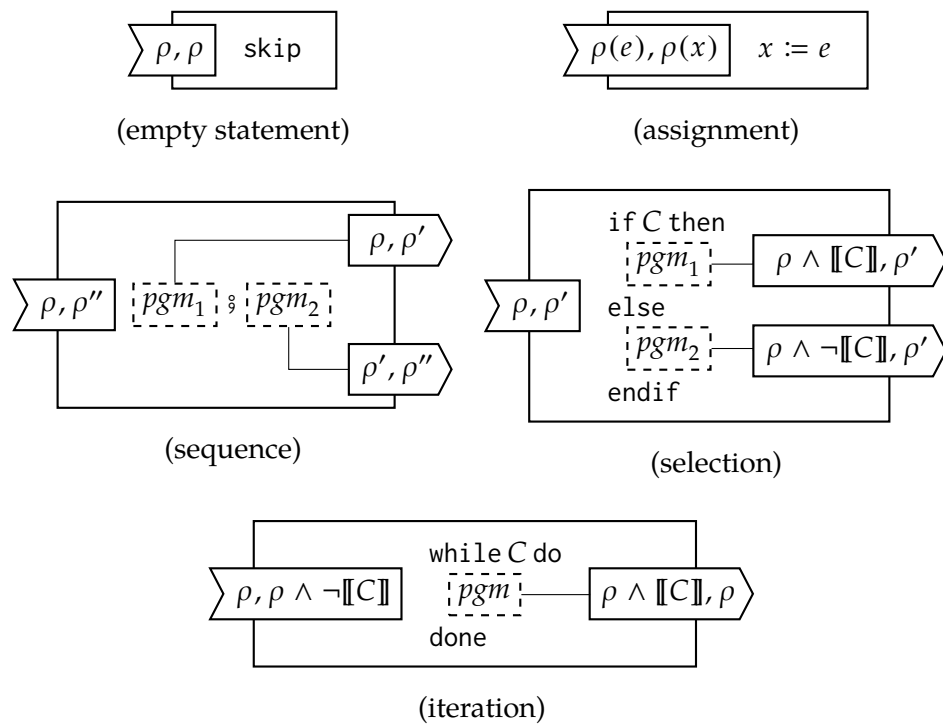 ρ, ρ skip
(empty statement)
ρ(e), ρ(x) x := e
(assignment)
ρ, ρ′
ρ, ρ″ pgm₁ ⨟ pgm₂
ρ′, ρ″
(sequence)
if C then
pgm₁ ρ ∧ ⟦C⟧, ρ′
ρ, ρ′ else
pgm₂ ρ ∧ ¬⟦C⟧, ρ′
endif
(selection)
while C do
ρ, ρ ∧ ¬⟦C⟧ pgm ρ ∧ ⟦C⟧, ρ
done
(iteration)